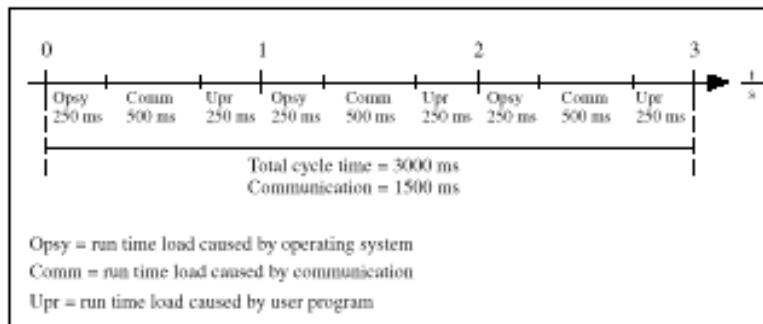 0 1 2 3
t
s
Opsy Comm Upr Opsy Comm Upr Opsy Comm Upr
250 ms 500 ms 250 ms 250 ms 500 ms 250 ms 250 ms 500 ms 250 ms
Total cycle time = 3000 ms
Communication = 1500 ms
Opsy = run time load caused by operating system
Comm = run time load caused by communication
Upr = run time load caused by user program